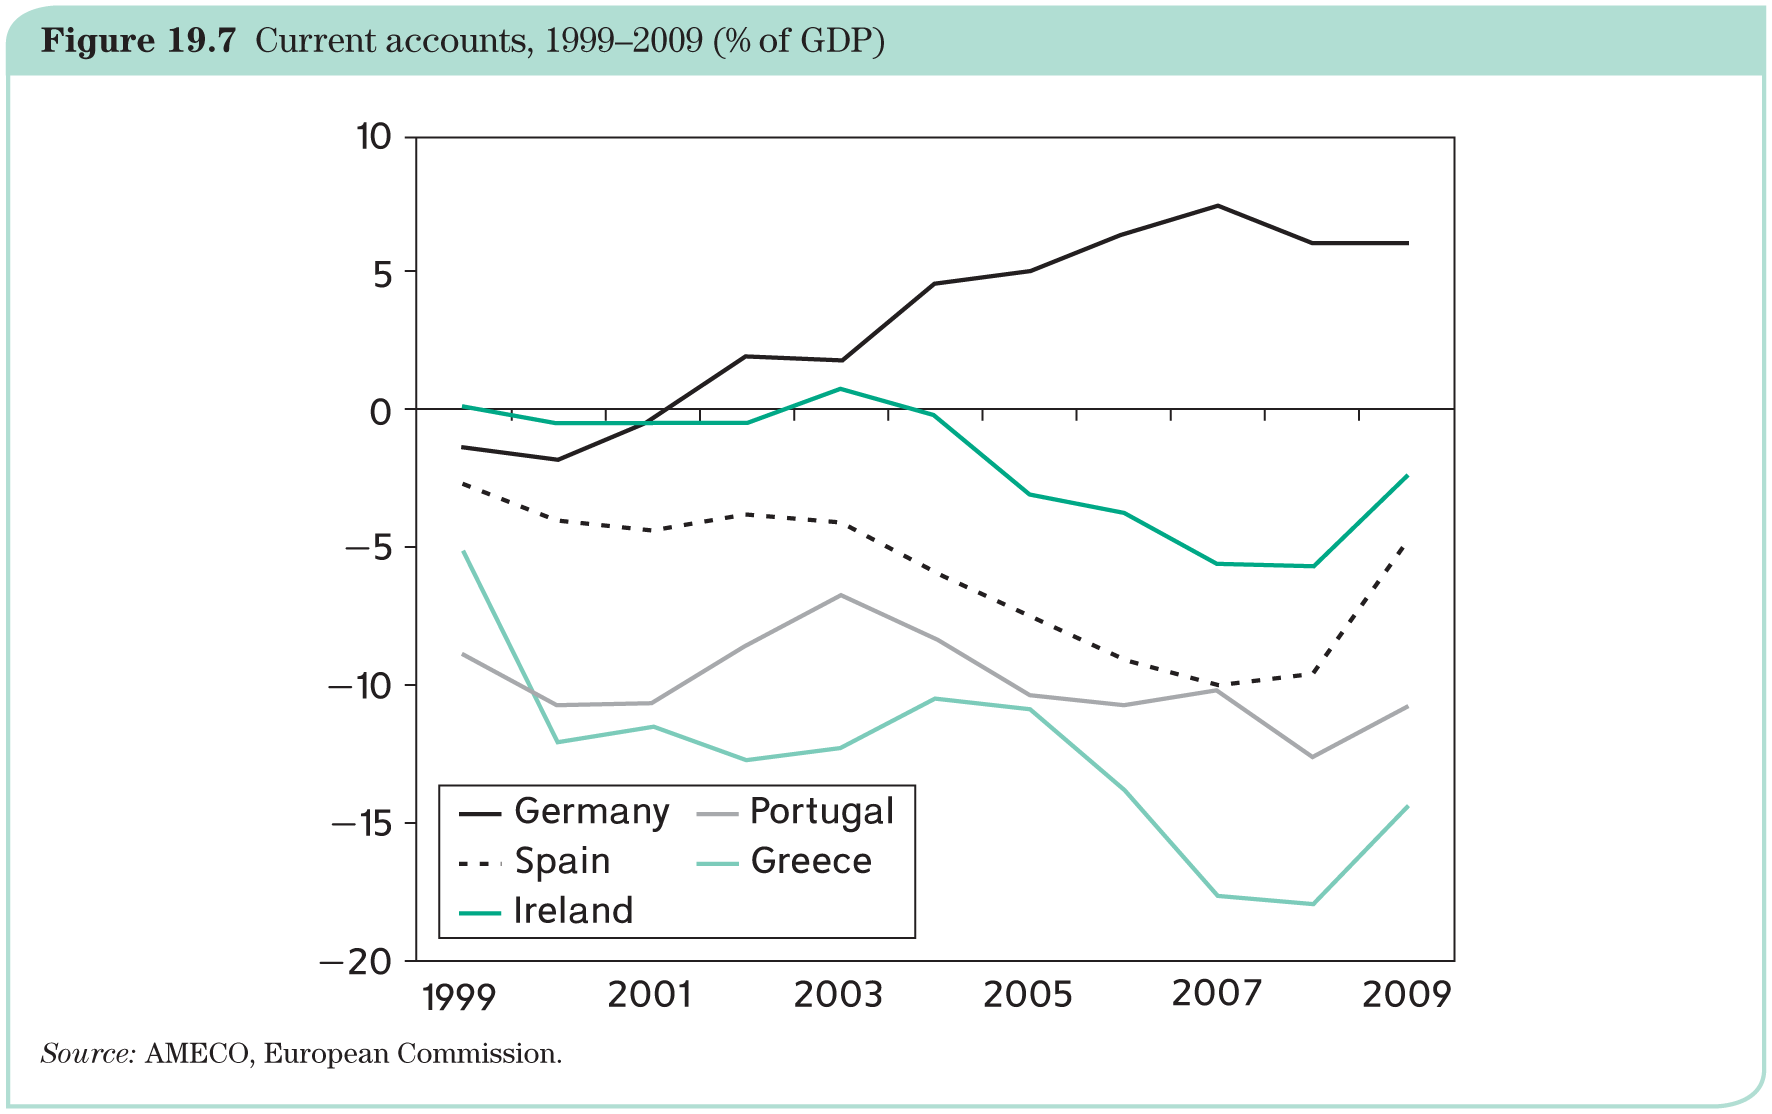 Figure 19.7 Current accounts, 1999–2009 (% of GDP)
10
5
0
−5
−10
−15
−20
Germany Portugal
Spain Greece
Ireland
1999 2001 2003 2005 2007 2009
Source: AMECO, European Commission.